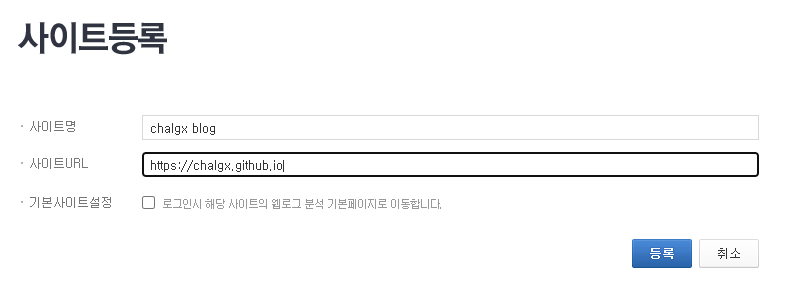 사이트등록
· 사이트명 chalgx blog
· 사이트URL https://chalgx.github.io
· 기본사이트설정 로그인시 해당 사이트의 웹로그 분석 기본페이지로 이동합니다.
등록 취소